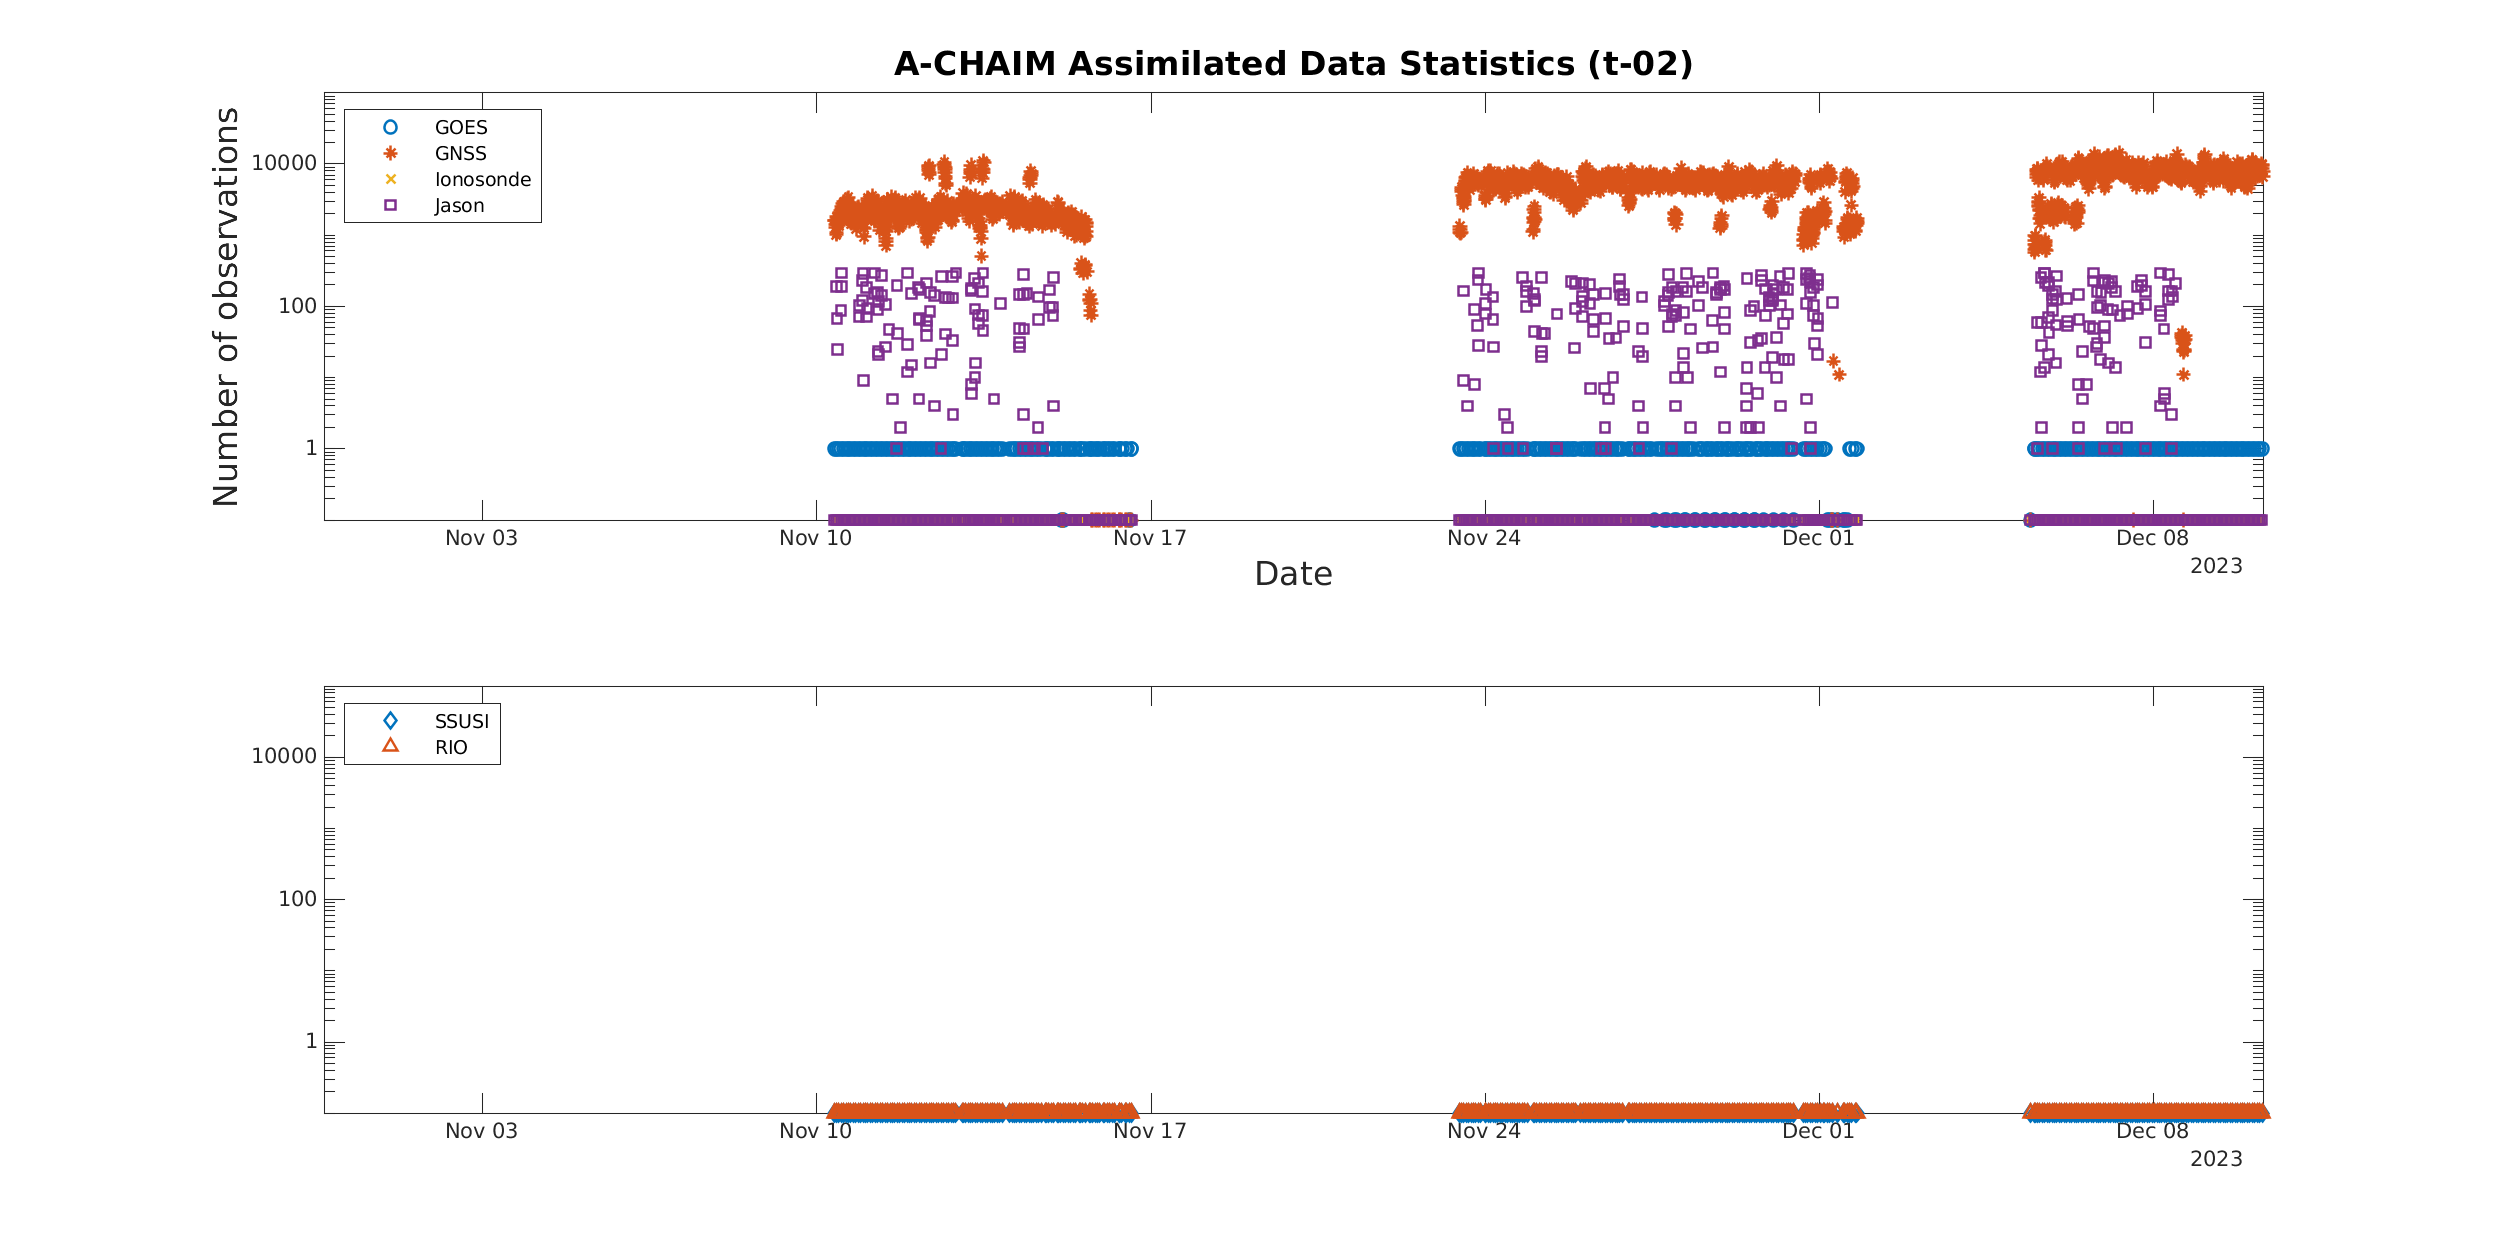 A-CHAIM Assimilated Data Statistics (t-02)
Number of observations
10000
100
1
GOES
GNSS
Ionosonde
Jason
Nov 03
Nov 10
Nov 17
Nov 24
Dec 01
Dec 08
2023
Date
10000
100
1
SSUSI
RIO
Nov 03
Nov 10
Nov 17
Nov 24
Dec 01
Dec 08
2023